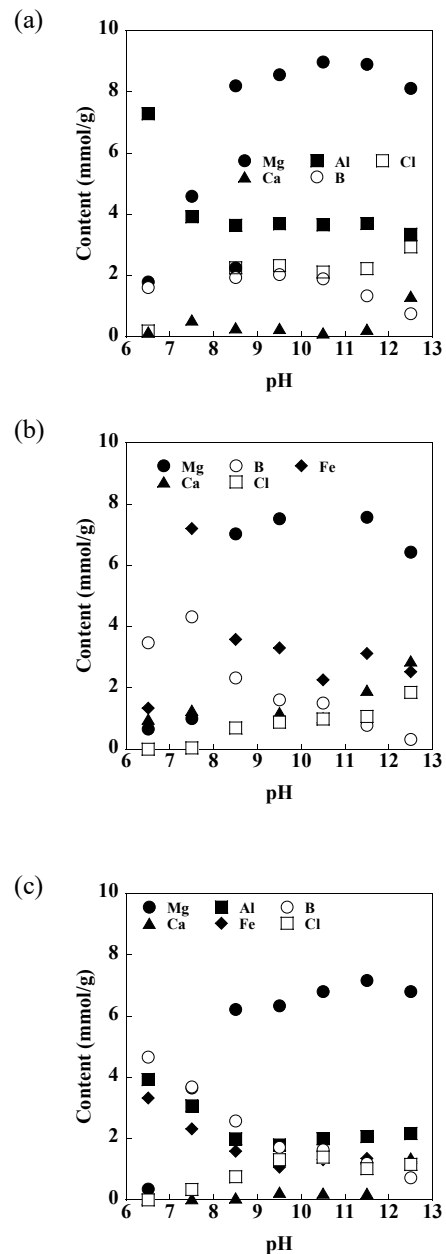 (a)
10
8
6
4
2
0
Content (mmol/g)
Mg Al Cl
Ca B
6 7 8 9 10 11 12 13
pH
(b)
10
8
6
4
2
0
Content (mmol/g)
Mg B Fe
Ca Cl
6 7 8 9 10 11 12 13
pH
(c)
10
8
6
4
2
0
Content (mmol/g)
Mg Al B
Ca Fe Cl
6 7 8 9 10 11 12 13
pH